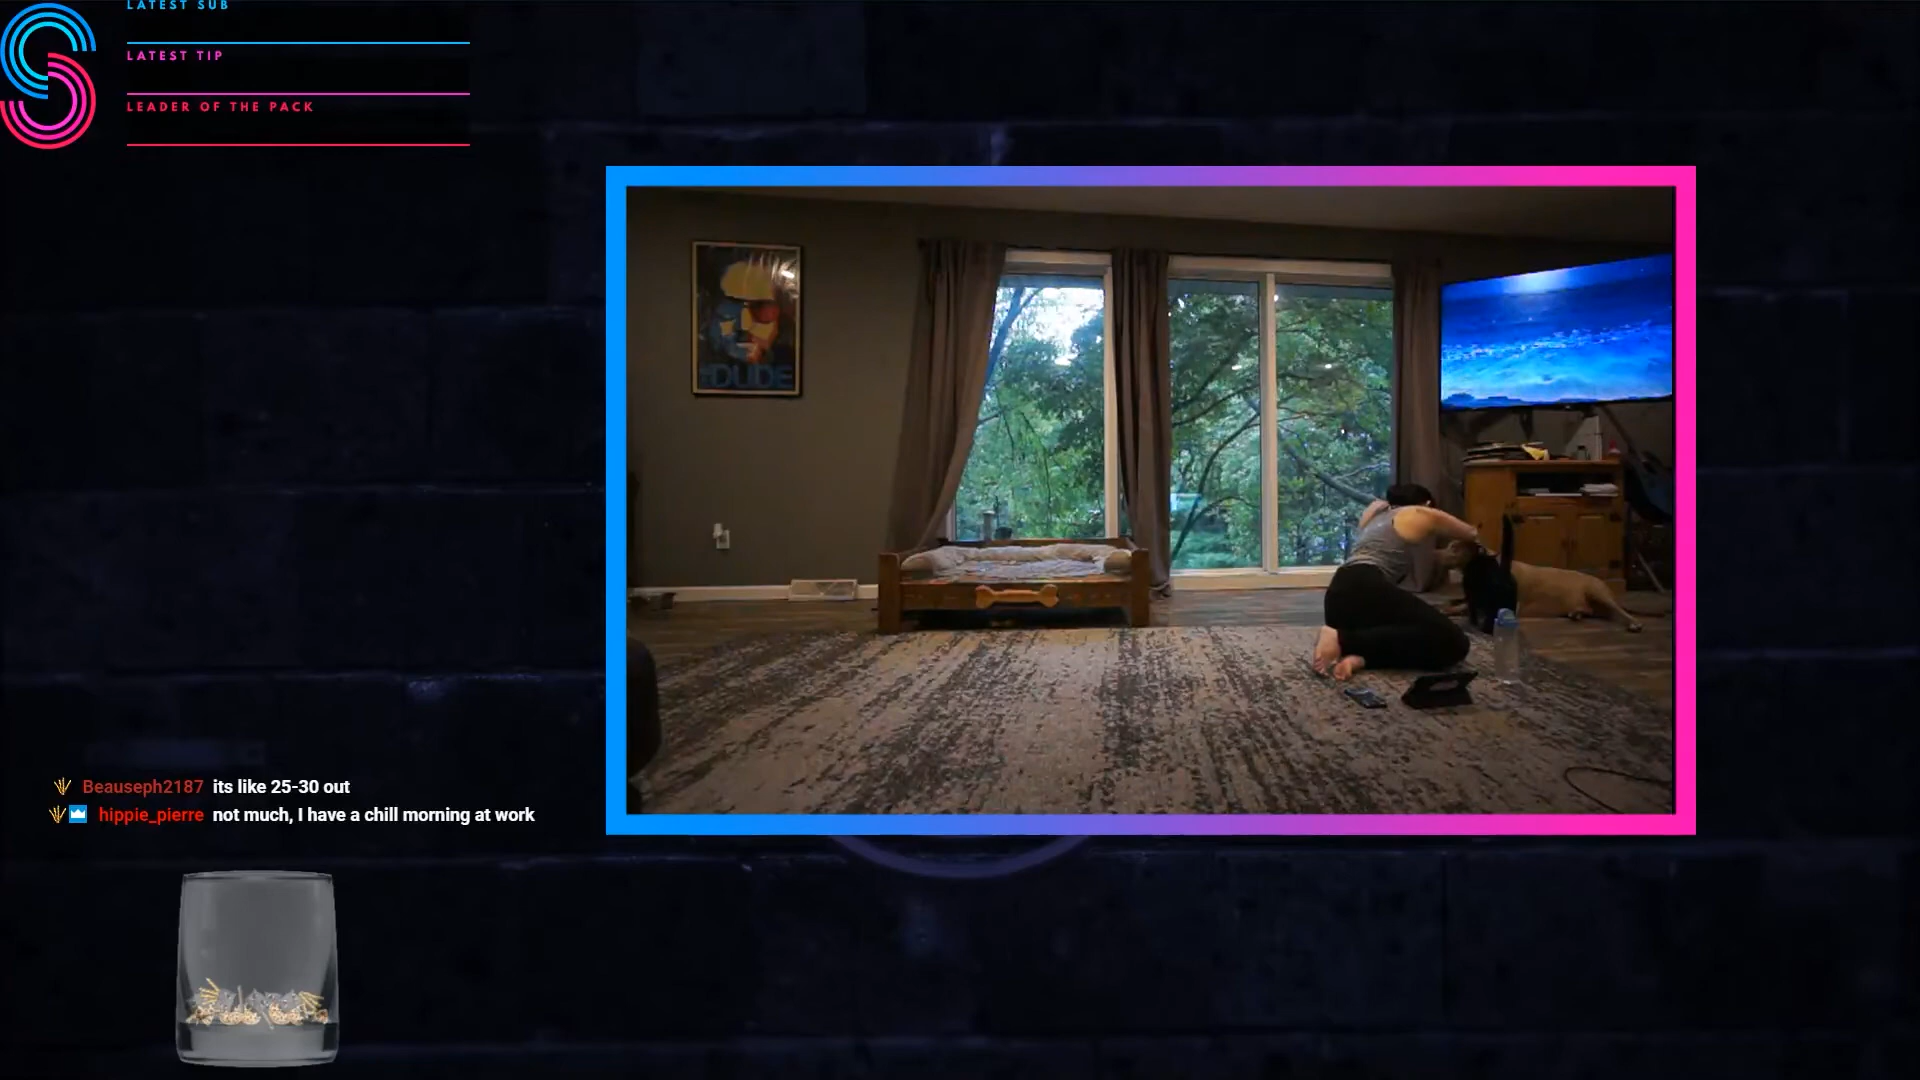 LATEST SUB
LATEST TIP
LEADER OF THE PACK
DUDE
Beauseph2187 its like 25-30 out
hippie_pierre not much, I have a chill morning at work